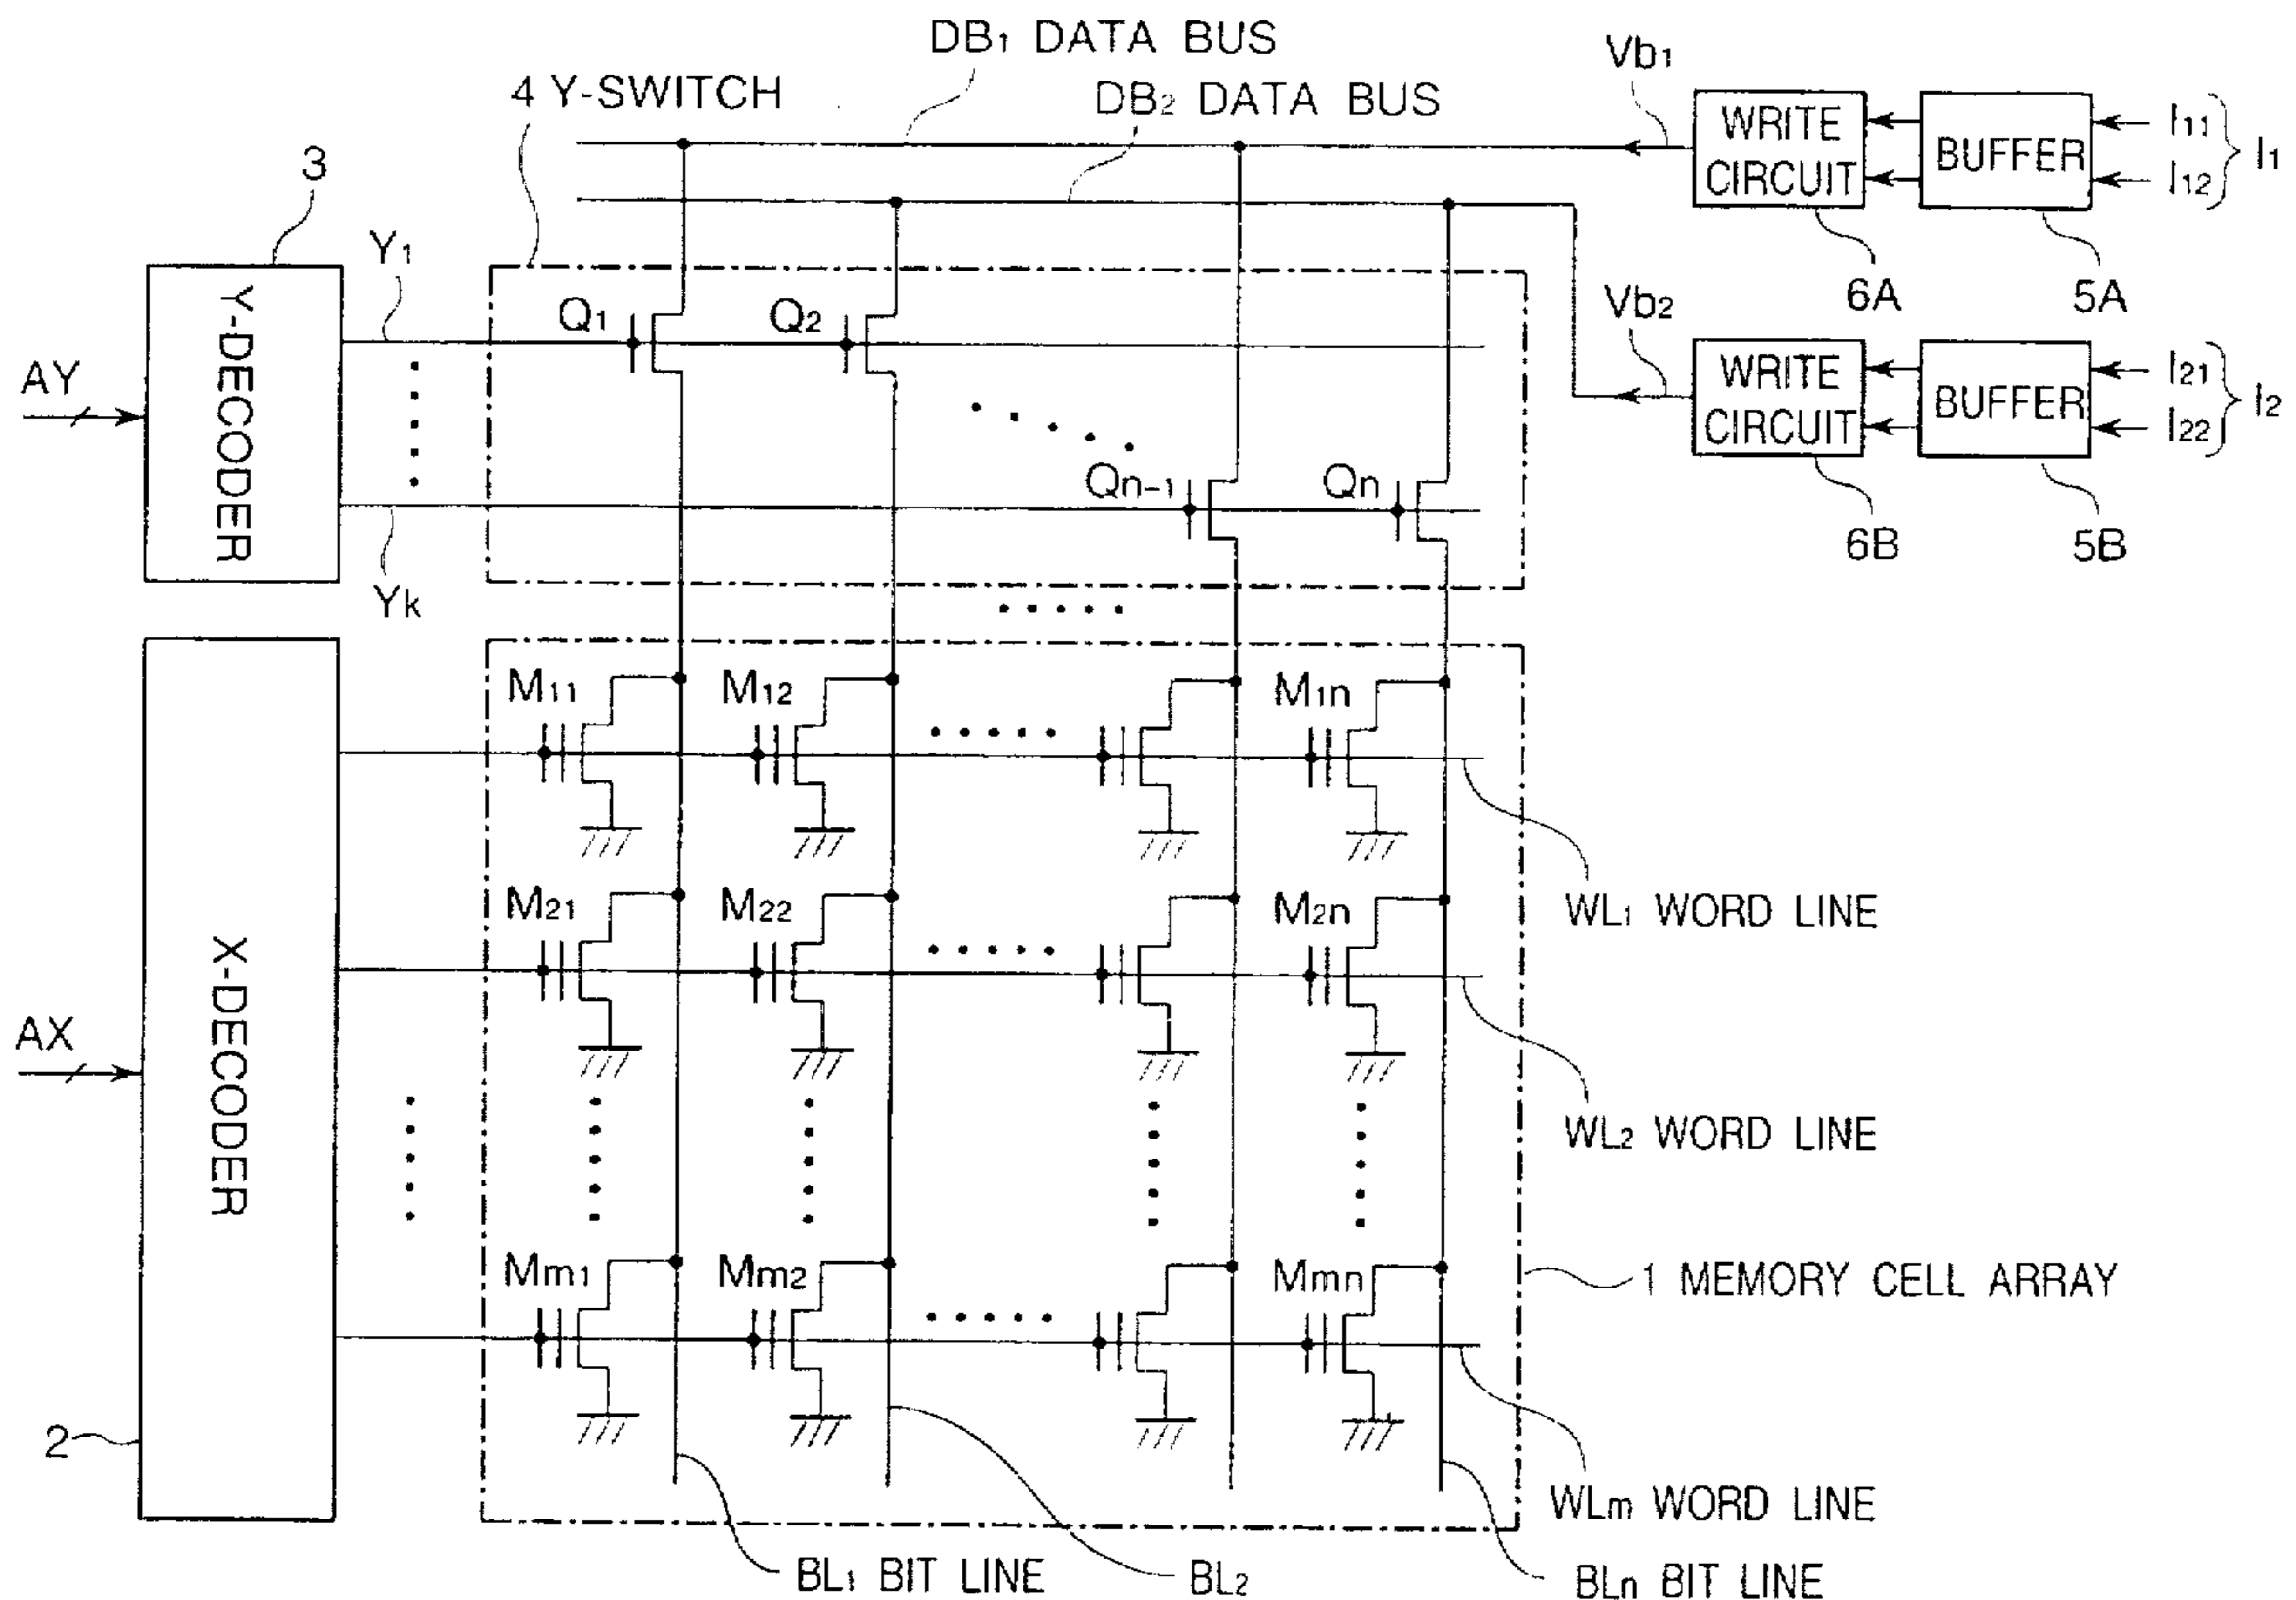 DB₁ DATA BUS
DB₂ DATA BUS
4 Y-SWITCH
Vb₁
WRITE CIRCUIT
BUFFER
I₁₁
I₁₂
I₁
6A
5A
Vb₂
WRITE CIRCUIT
BUFFER
I₂₁
I₂₂
I₂
6B
5B
3
Y₁
AY
Y-DECODER
Yk
Q₁
Q₂
Qn-₁
Qn
M₁₁
M₁₂
M₁n
M₂₁
M₂₂
M₂n
Mm₁
Mm₂
Mmn
AX
X-DECODER
2
WL₁ WORD LINE
WL₂ WORD LINE
1 MEMORY CELL ARRAY
WLm WORD LINE
BL₁ BIT LINE
BL₂
BLn BIT LINE